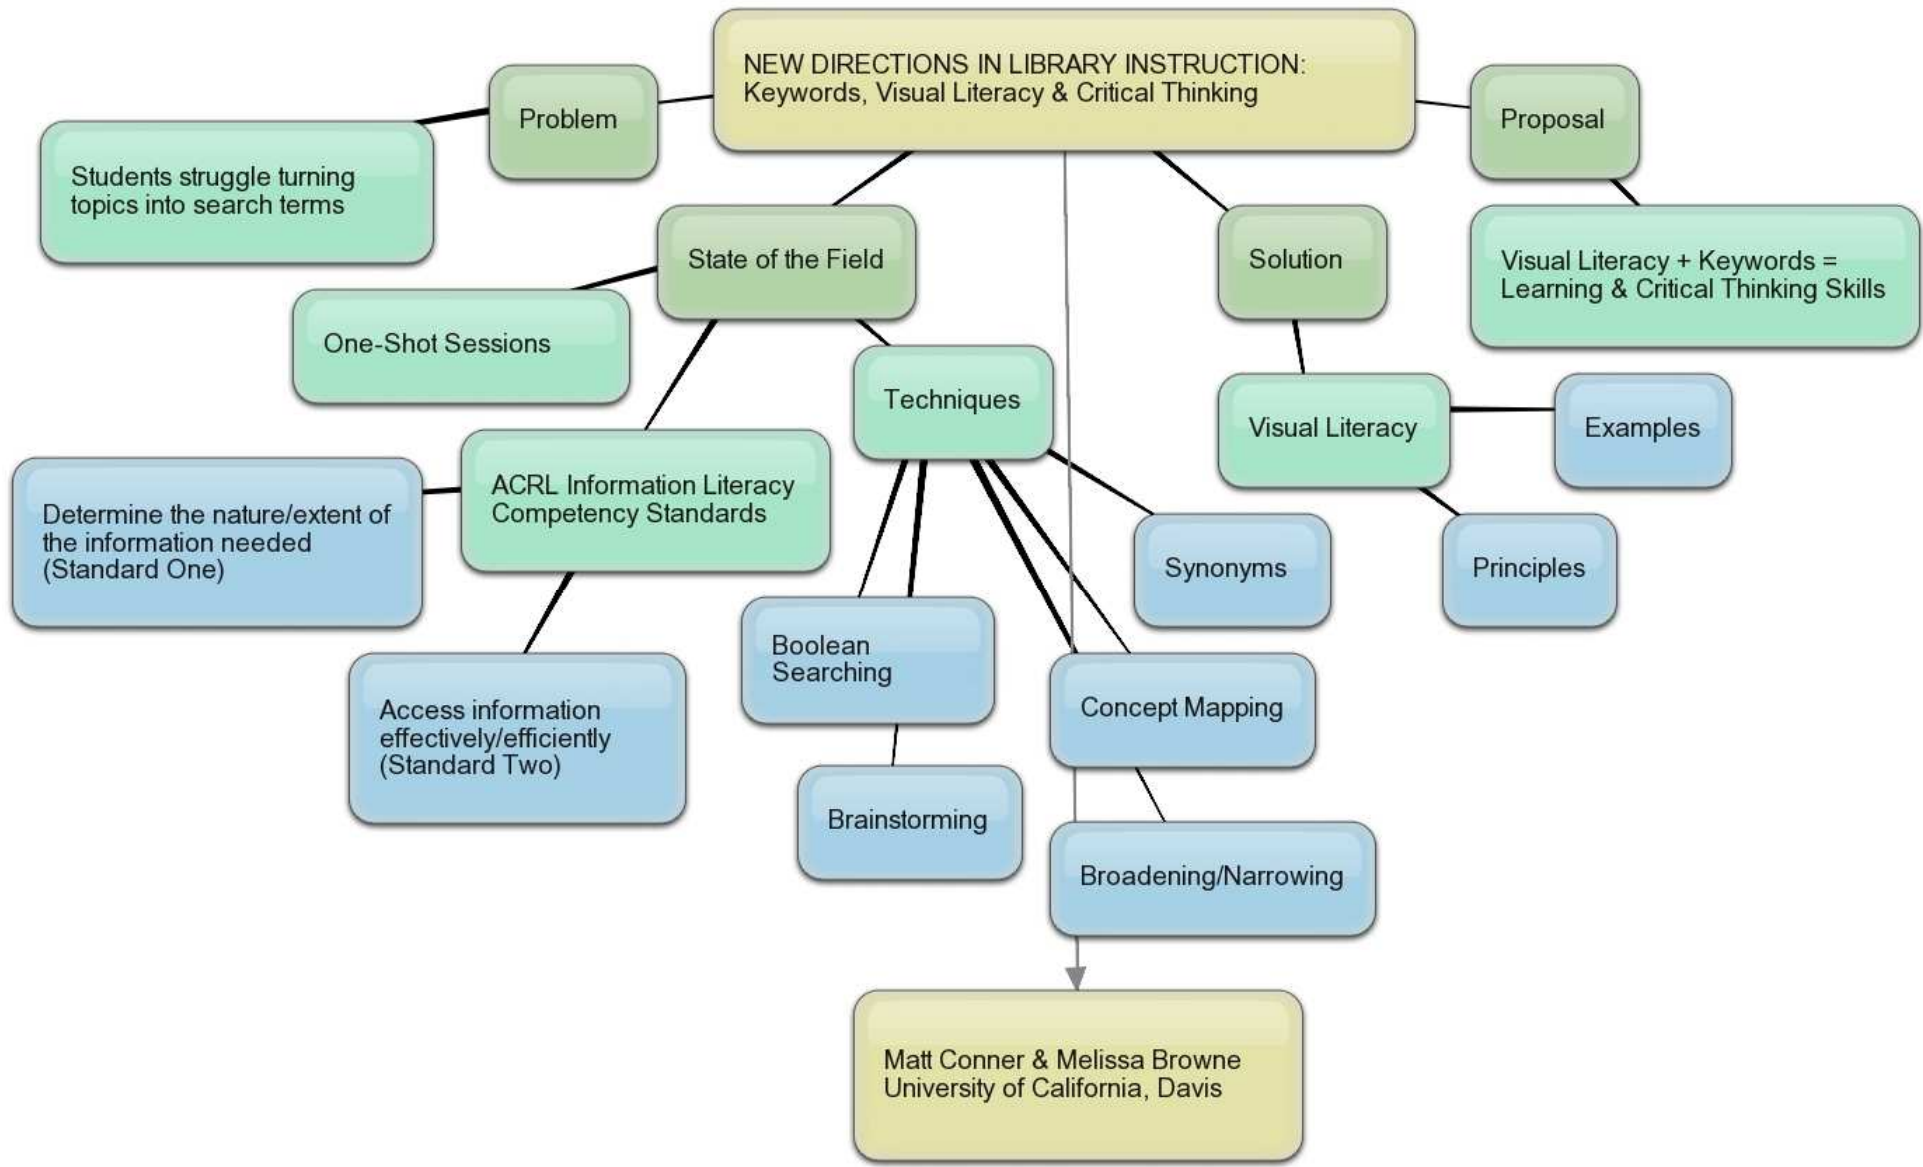 NEW DIRECTIONS IN LIBRARY INSTRUCTION:
Keywords, Visual Literacy & Critical Thinking
Problem
Proposal
Students struggle turning
topics into search terms
State of the Field
Solution
Visual Literacy + Keywords =
Learning & Critical Thinking Skills
One-Shot Sessions
Techniques
Visual Literacy
Examples
ACRL Information Literacy
Competency Standards
Determine the nature/extent of
the information needed
(Standard One)
Synonyms
Principles
Boolean
Searching
Access information
effectively/efficiently
(Standard Two)
Concept Mapping
Brainstorming
Broadening/Narrowing
Matt Conner & Melissa Browne
University of California, Davis